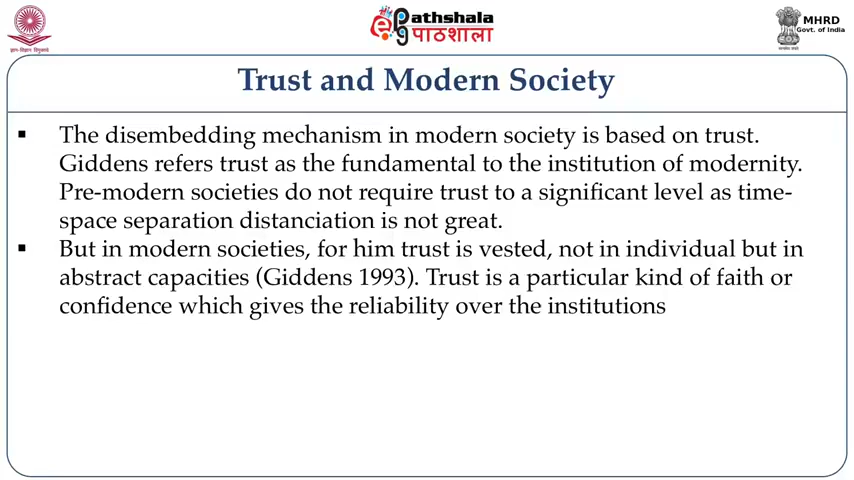 ePathshala
पाठशाला
MHRD
Govt. of India
Trust and Modern Society
▪ The disembedding mechanism in modern society is based on trust.
Giddens refers trust as the fundamental to the institution of modernity.
Pre-modern societies do not require trust to a significant level as time-
space separation distanciation is not great.
▪ But in modern societies, for him trust is vested, not in individual but in
abstract capacities (Giddens 1993). Trust is a particular kind of faith or
confidence which gives the reliability over the institutions